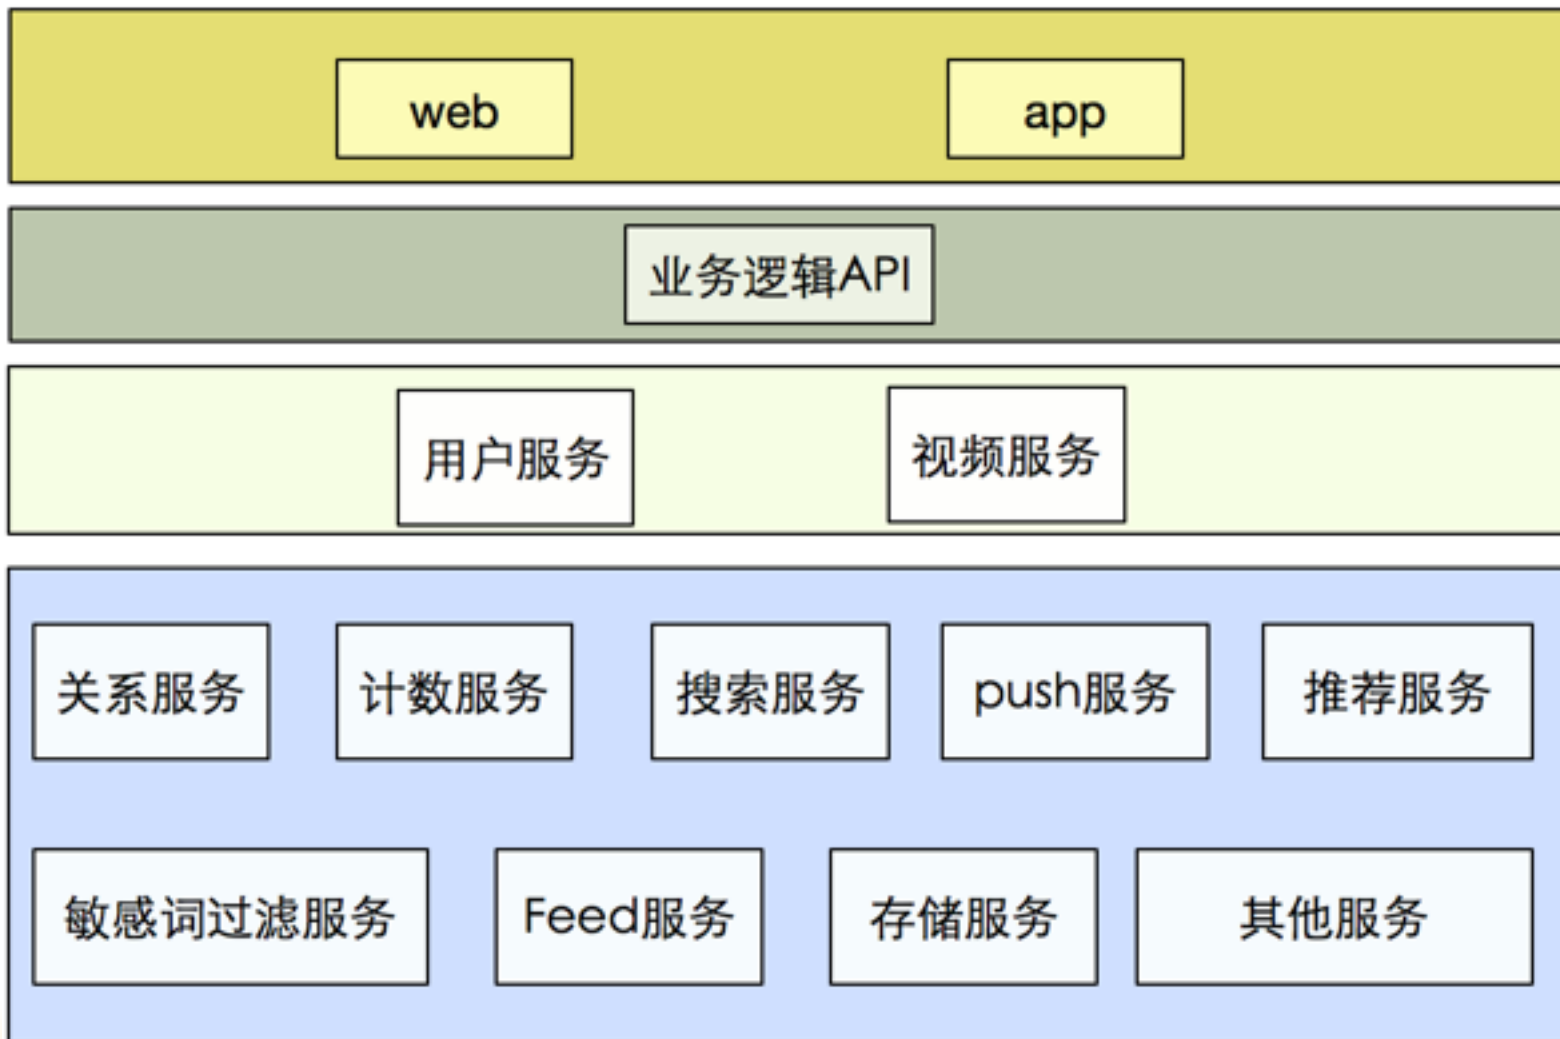 web
app
业务逻辑API
用户服务
视频服务
关系服务
计数服务
搜索服务
push服务
推荐服务
敏感词过滤服务
Feed服务
存储服务
其他服务